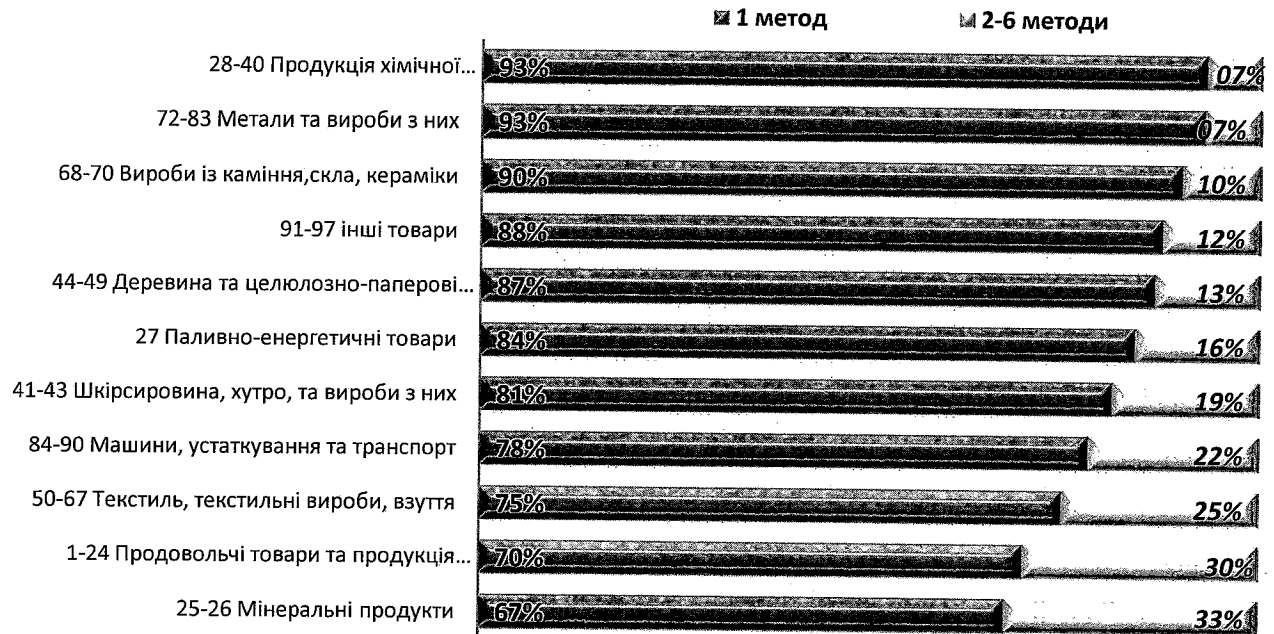 1 метод 2-6 методи
28-40 Продукція хімічної... 93% 07%
72-83 Метали та вироби з них 93% 07%
68-70 Вироби із каміння,скла, кераміки 90% 10%
91-97 інші товари 88% 12%
44-49 Деревина та целюлозно-паперові... 87% 13%
27 Паливно-енергетичні товари 84% 16%
41-43 Шкірсировина, хутро, та вироби з них 81% 19%
84-90 Машини, устаткування та транспорт 78% 22%
50-67 Текстиль, текстильні вироби, взуття 75% 25%
1-24 Продовольчі товари та продукція... 70% 30%
25-26 Мінеральні продукти 67% 33%